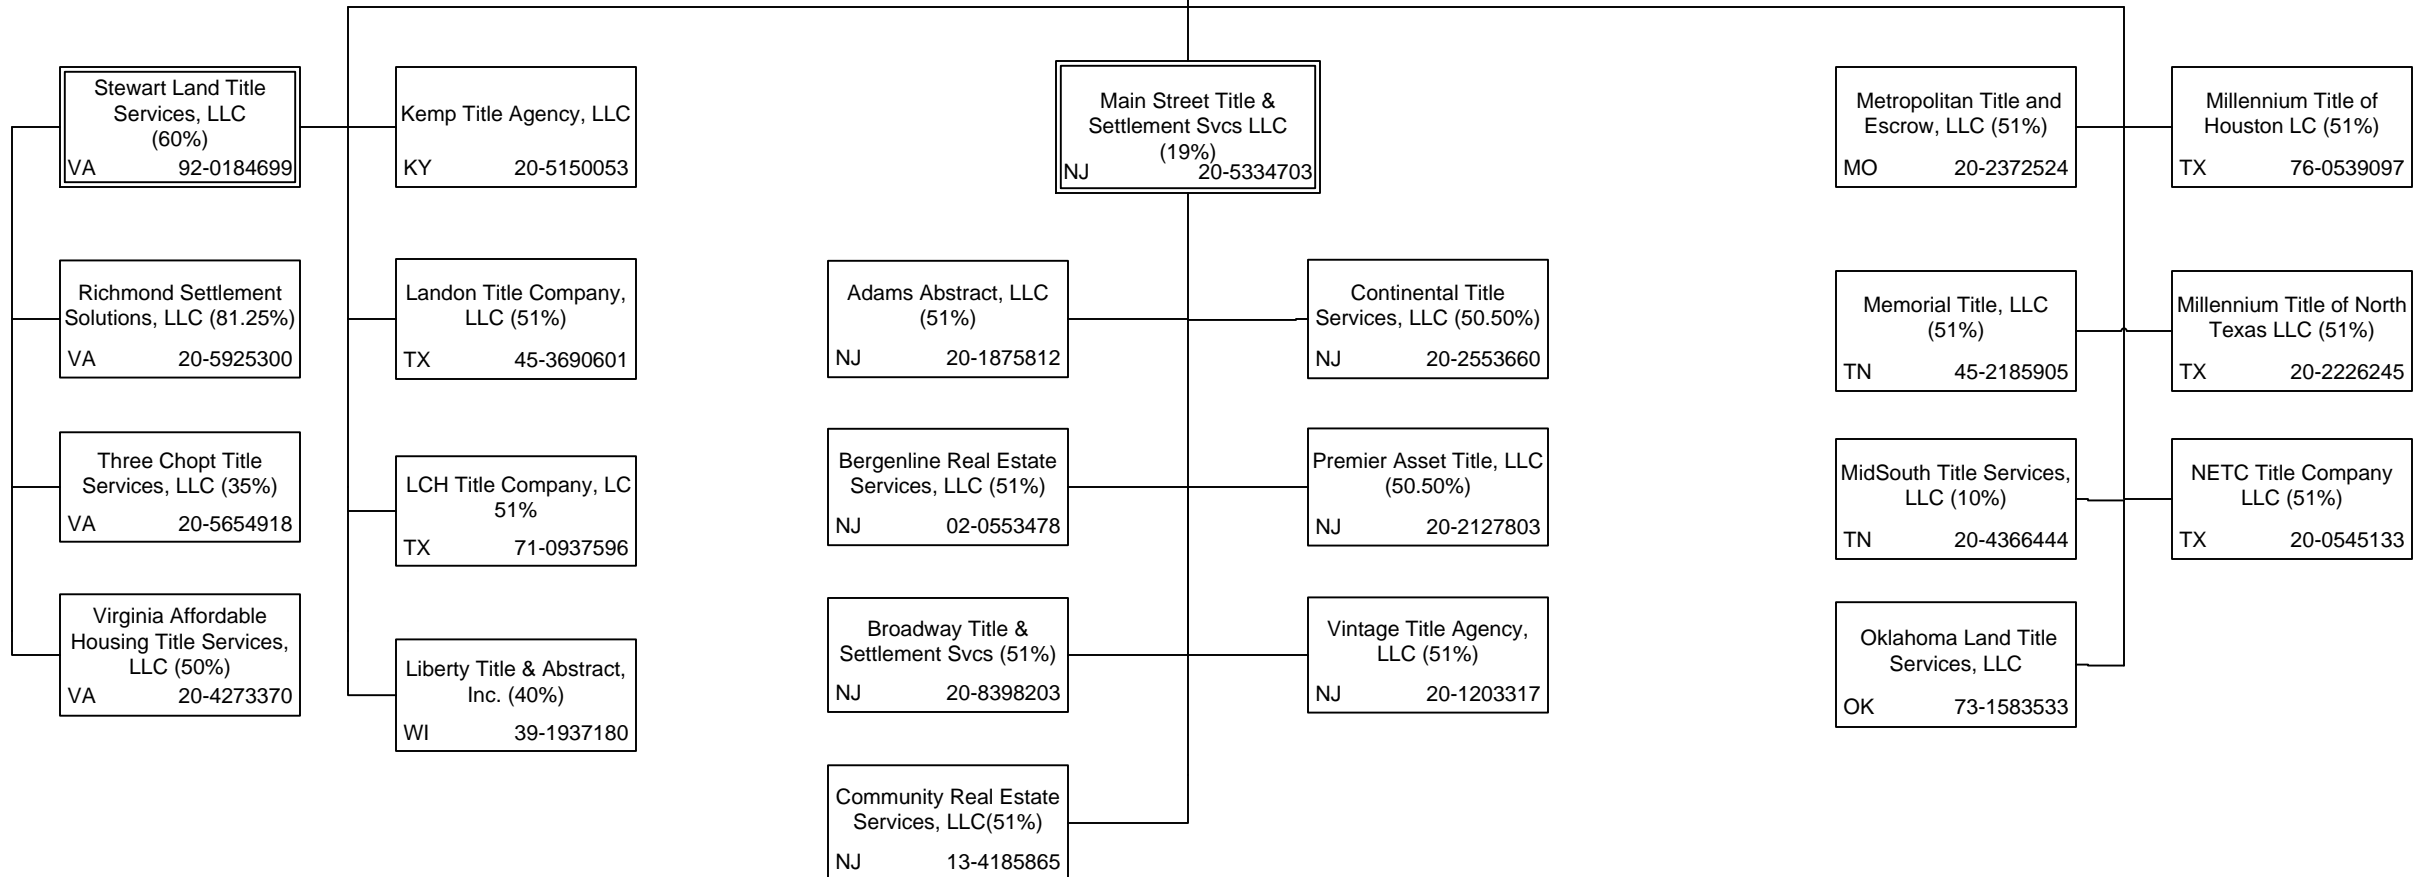 Stewart Land Title
Services, LLC
(60%)
VA 92-0184699
Kemp Title Agency, LLC
KY 20-5150053
Main Street Title &
Settlement Svcs LLC
(19%)
NJ 20-5334703
Metropolitan Title and
Escrow, LLC (51%)
MO 20-2372524
Millennium Title of
Houston LC (51%)
TX 76-0539097
Richmond Settlement
Solutions, LLC (81.25%)
VA 20-5925300
Landon Title Company,
LLC (51%)
TX 45-3690601
Adams Abstract, LLC
(51%)
NJ 20-1875812
Continental Title
Services, LLC (50.50%)
NJ 20-2553660
Memorial Title, LLC
(51%)
TN 45-2185905
Millennium Title of North
Texas LLC (51%)
TX 20-2226245
Three Chopt Title
Services, LLC (35%)
VA 20-5654918
LCH Title Company, LC
51%
TX 71-0937596
Bergenline Real Estate
Services, LLC (51%)
NJ 02-0553478
Premier Asset Title, LLC
(50.50%)
NJ 20-2127803
MidSouth Title Services,
LLC (10%)
TN 20-4366444
NETC Title Company
LLC (51%)
TX 20-0545133
Virginia Affordable
Housing Title Services,
LLC (50%)
VA 20-4273370
Liberty Title & Abstract,
Inc. (40%)
WI 39-1937180
Broadway Title &
Settlement Svcs (51%)
NJ 20-8398203
Vintage Title Agency,
LLC (51%)
NJ 20-1203317
Oklahoma Land Title
Services, LLC
OK 73-1583533
Community Real Estate
Services, LLC(51%)
NJ 13-4185865